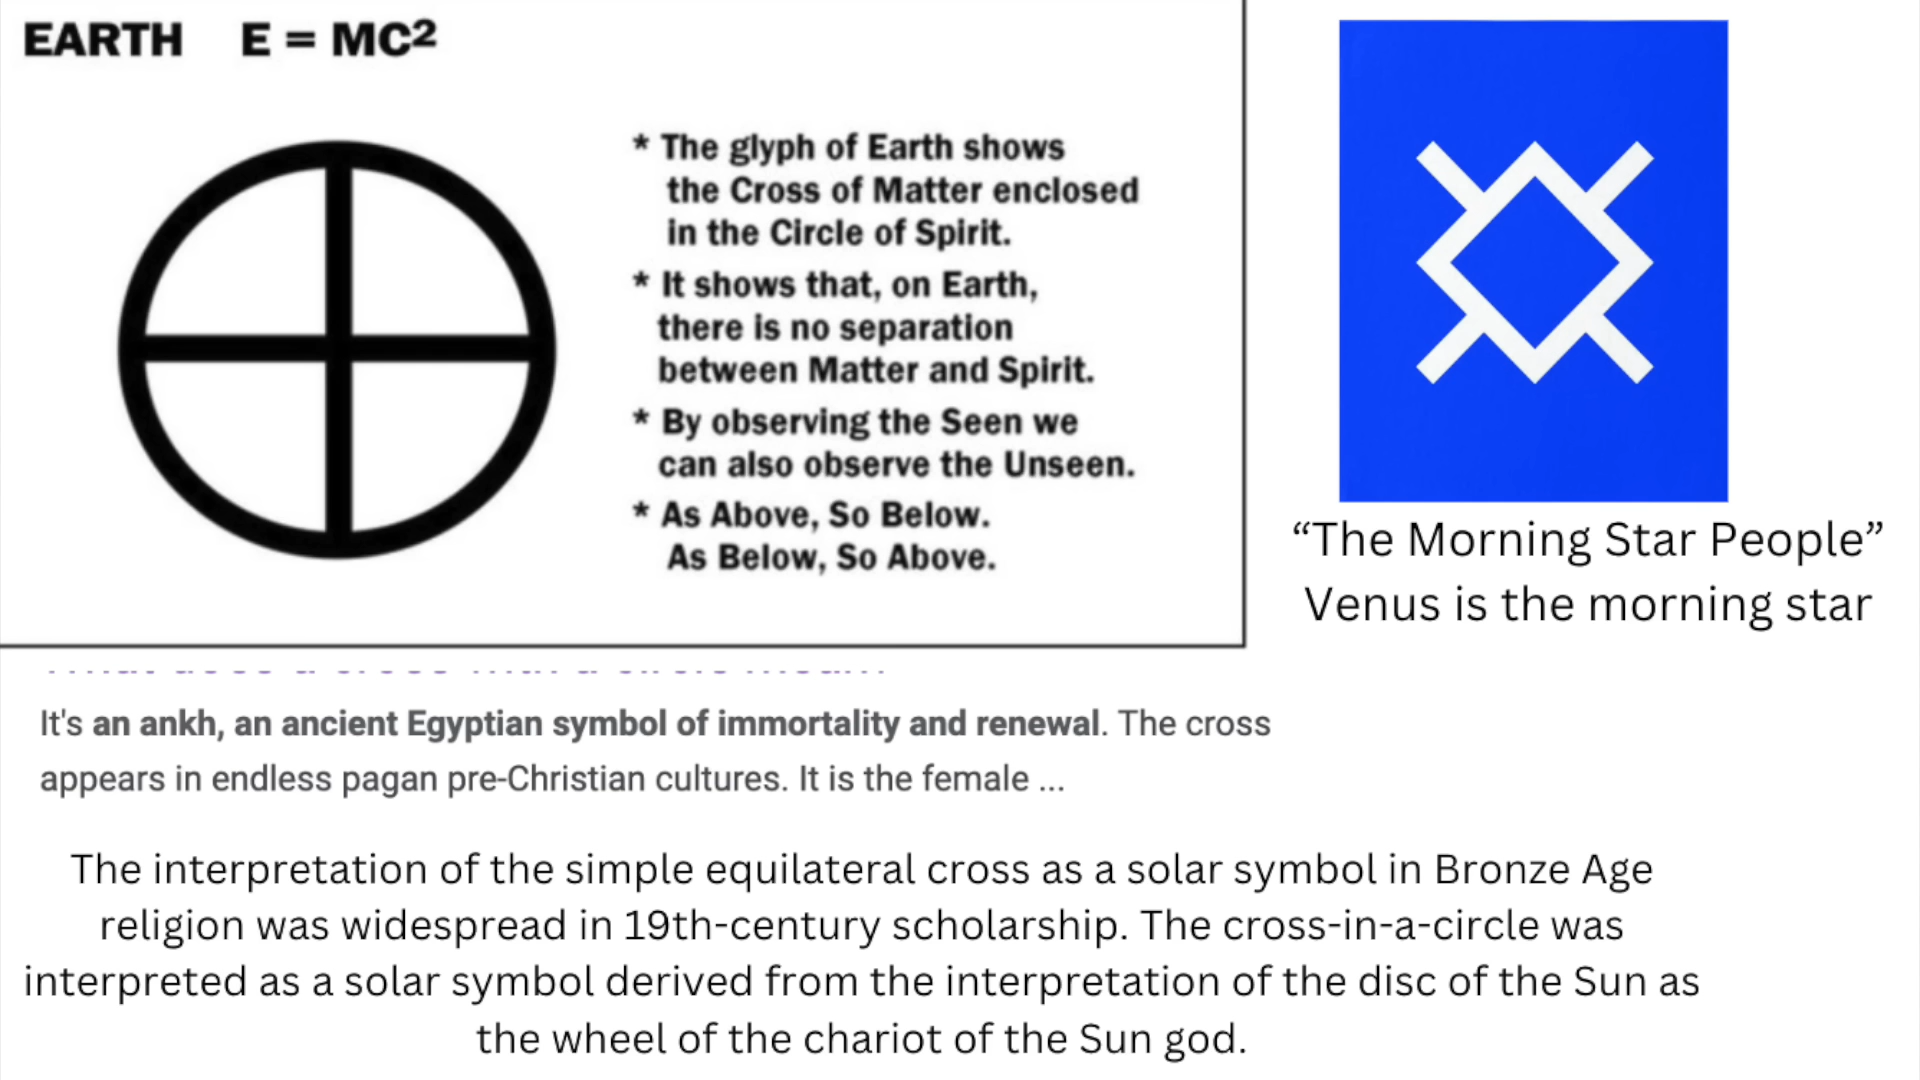 EARTH E = MC²
* The glyph of Earth shows
the Cross of Matter enclosed
in the Circle of Spirit.
* It shows that, on Earth,
there is no separation
between Matter and Spirit.
* By observing the Seen we
can also observe the Unseen.
* As Above, So Below.
As Below, So Above.
“The Morning Star People”
Venus is the morning star
It's an ankh, an ancient Egyptian symbol of immortality and renewal. The cross
appears in endless pagan pre-Christian cultures. It is the female ...
The interpretation of the simple equilateral cross as a solar symbol in Bronze Age
religion was widespread in 19th-century scholarship. The cross-in-a-circle was
interpreted as a solar symbol derived from the interpretation of the disc of the Sun as
the wheel of the chariot of the Sun god.